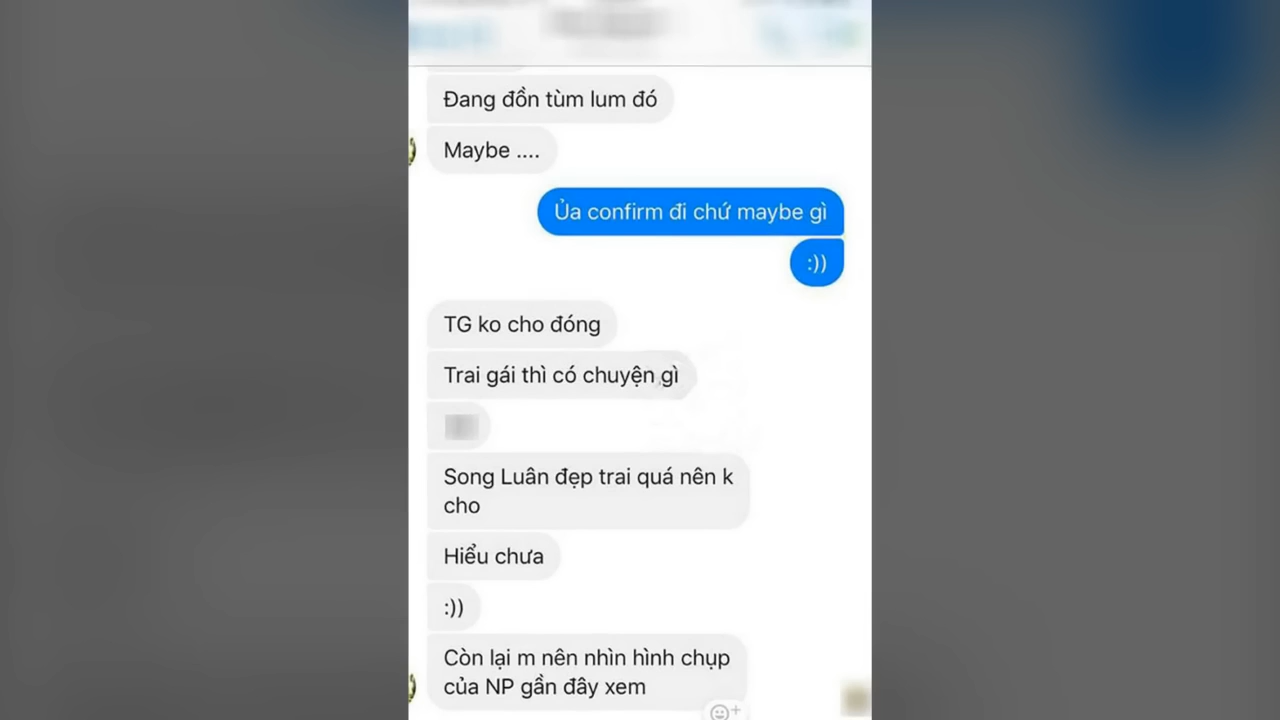 Đang đồn tùm lum đó
Maybe ....
Ủa confirm đi chứ maybe gì
:))
TG ko cho đóng
Trai gái thì có chuyện gì
Song Luân đẹp trai quá nên k
cho
Hiểu chưa
:))
Còn lại m nên nhìn hình chụp
của NP gần đây xem